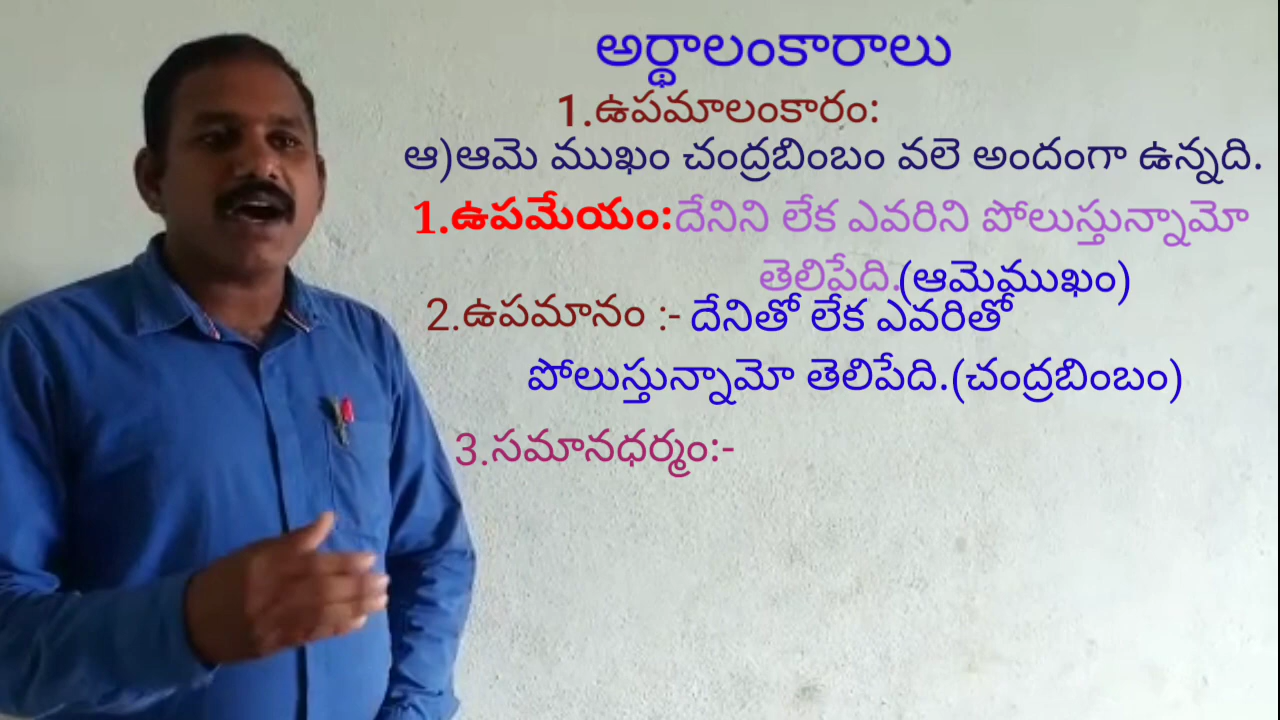 అర్థాలంకారాలు
1.ఉపమాలంకారం:
ఆ)ఆమె ముఖం చంద్రబింబం వలె అందంగా ఉన్నది.
1.ఉపమేయం:దేనిని లేక ఎవరిని పోలుస్తున్నామో
తెలిపేది.(ఆమెముఖం)
2.ఉపమానం :- దేనితో లేక ఎవరితో
పోలుస్తున్నామో తెలిపేది.(చంద్రబింబం)
3.సమానధర్మం:-